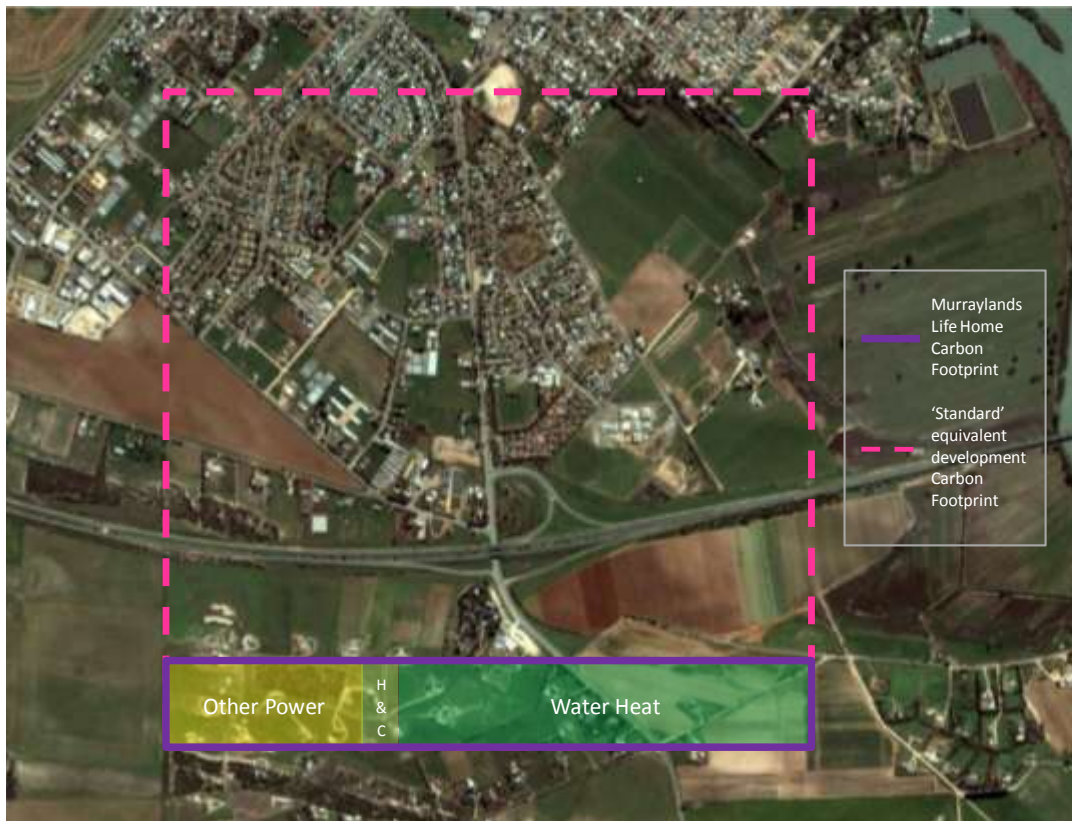 Murraylands
Life Home
Carbon
Footprint
‘Standard’
equivalent
development
Carbon
Footprint
Other Power
H
&
C
Water Heat